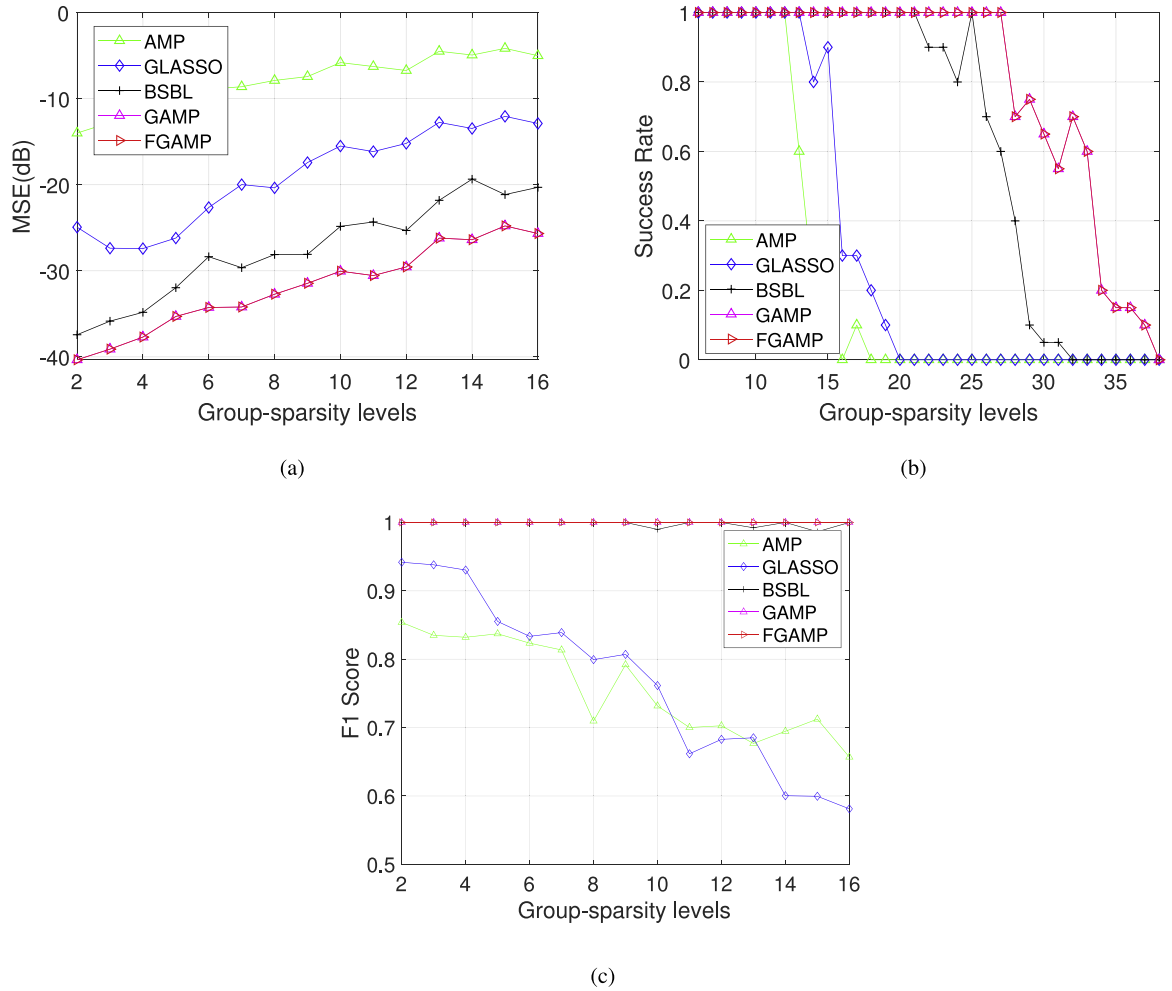 0
-10
-20
-30
-40
MSE(dB)
AMP
GLASSO
BSBL
GAMP
FGAMP
2 4 6 8 10 12 14 16
Group-sparsity levels
(a)
1
0.8
0.6
0.4
0.2
0
Success Rate
AMP
GLASSO
BSBL
GAMP
FGAMP
10 15 20 25 30 35
Group-sparsity levels
(b)
1
0.9
0.8
0.7
0.6
0.5
F1 Score
AMP
GLASSO
BSBL
GAMP
FGAMP
2 4 6 8 10 12 14 16
Group-sparsity levels
(c)